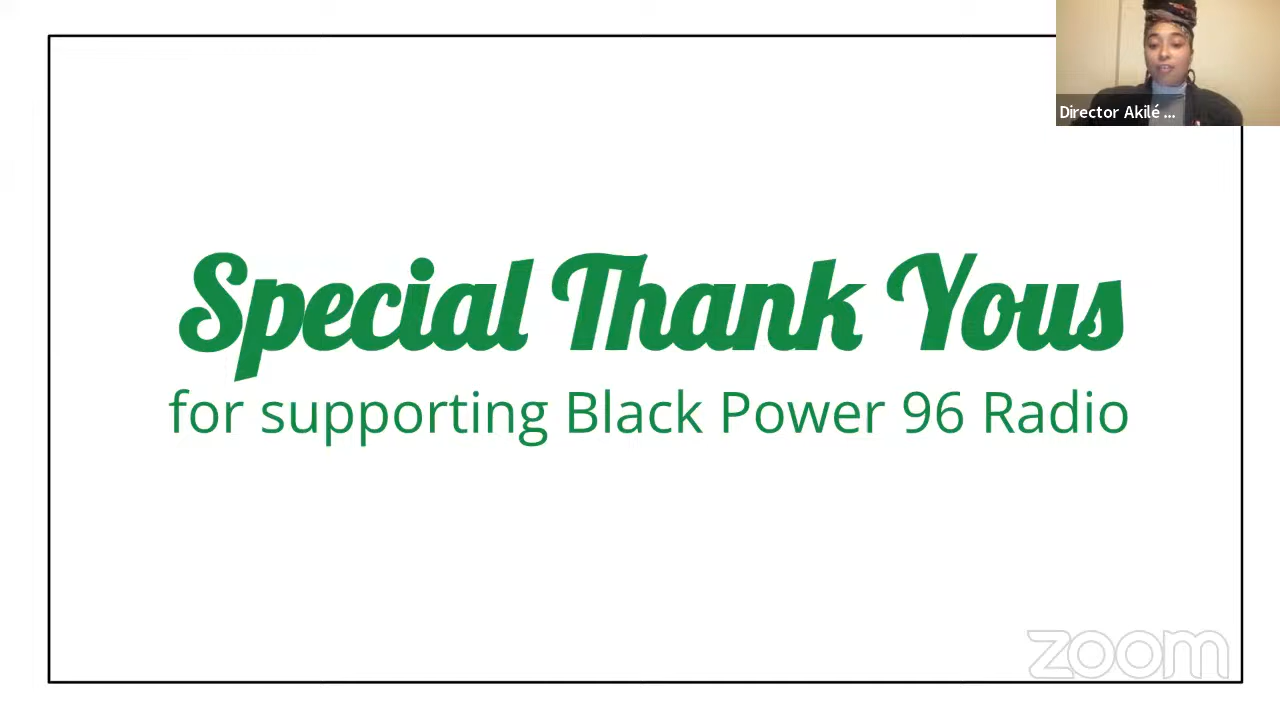 Director Akilé ...
Special Thank Yous
for supporting Black Power 96 Radio
zoom